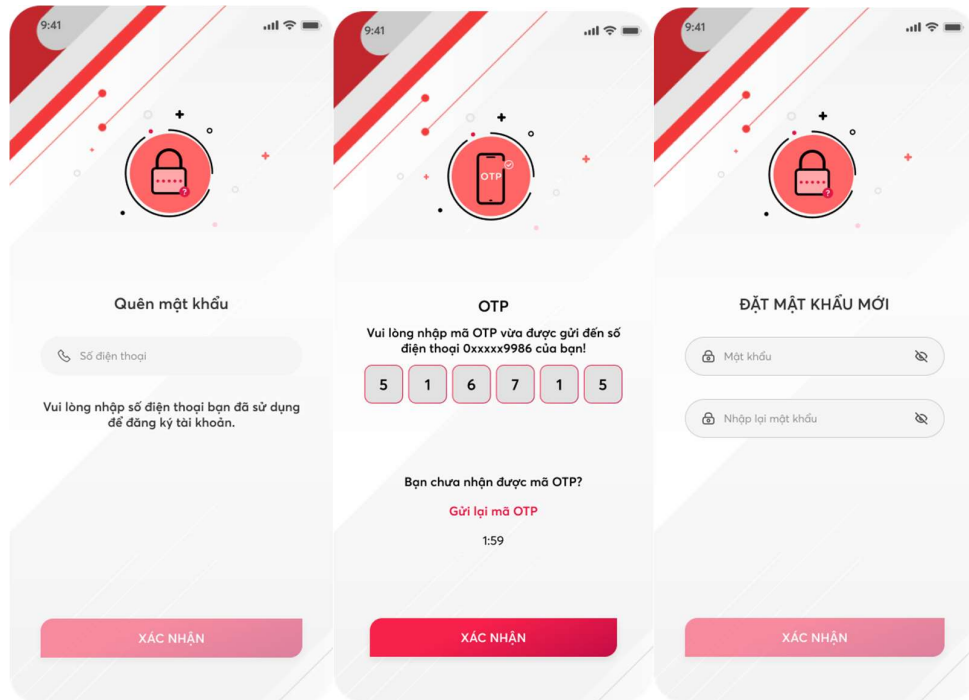 9:41
Quên mật khẩu
Số điện thoại
Vui lòng nhập số điện thoại bạn đã sử dụng
để đăng ký tài khoản.
XÁC NHẬN
9:41
OTP
OTP
Vui lòng nhập mã OTP vừa được gửi đến số
điện thoại 0xxxxx9986 của bạn!
5 1 6 7 1 5
Bạn chưa nhận được mã OTP?
Gửi lại mã OTP
1:59
XÁC NHẬN
9:41
ĐẶT MẬT KHẨU MỚI
Mật khẩu
Nhập lại mật khẩu
XÁC NHẬN